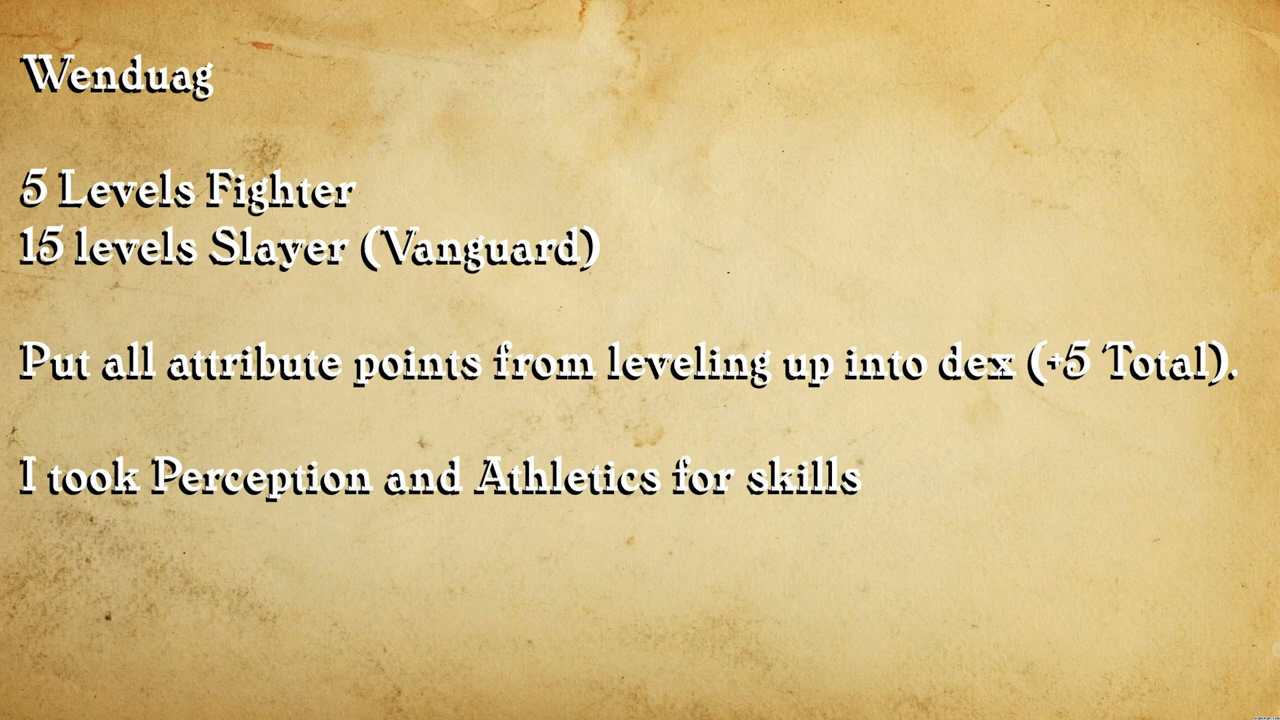 Wenduag
5 Levels Fighter
15 levels Slayer (Vanguard)
Put all attribute points from leveling up into dex (+5 Total).
I took Perception and Athletics for skills